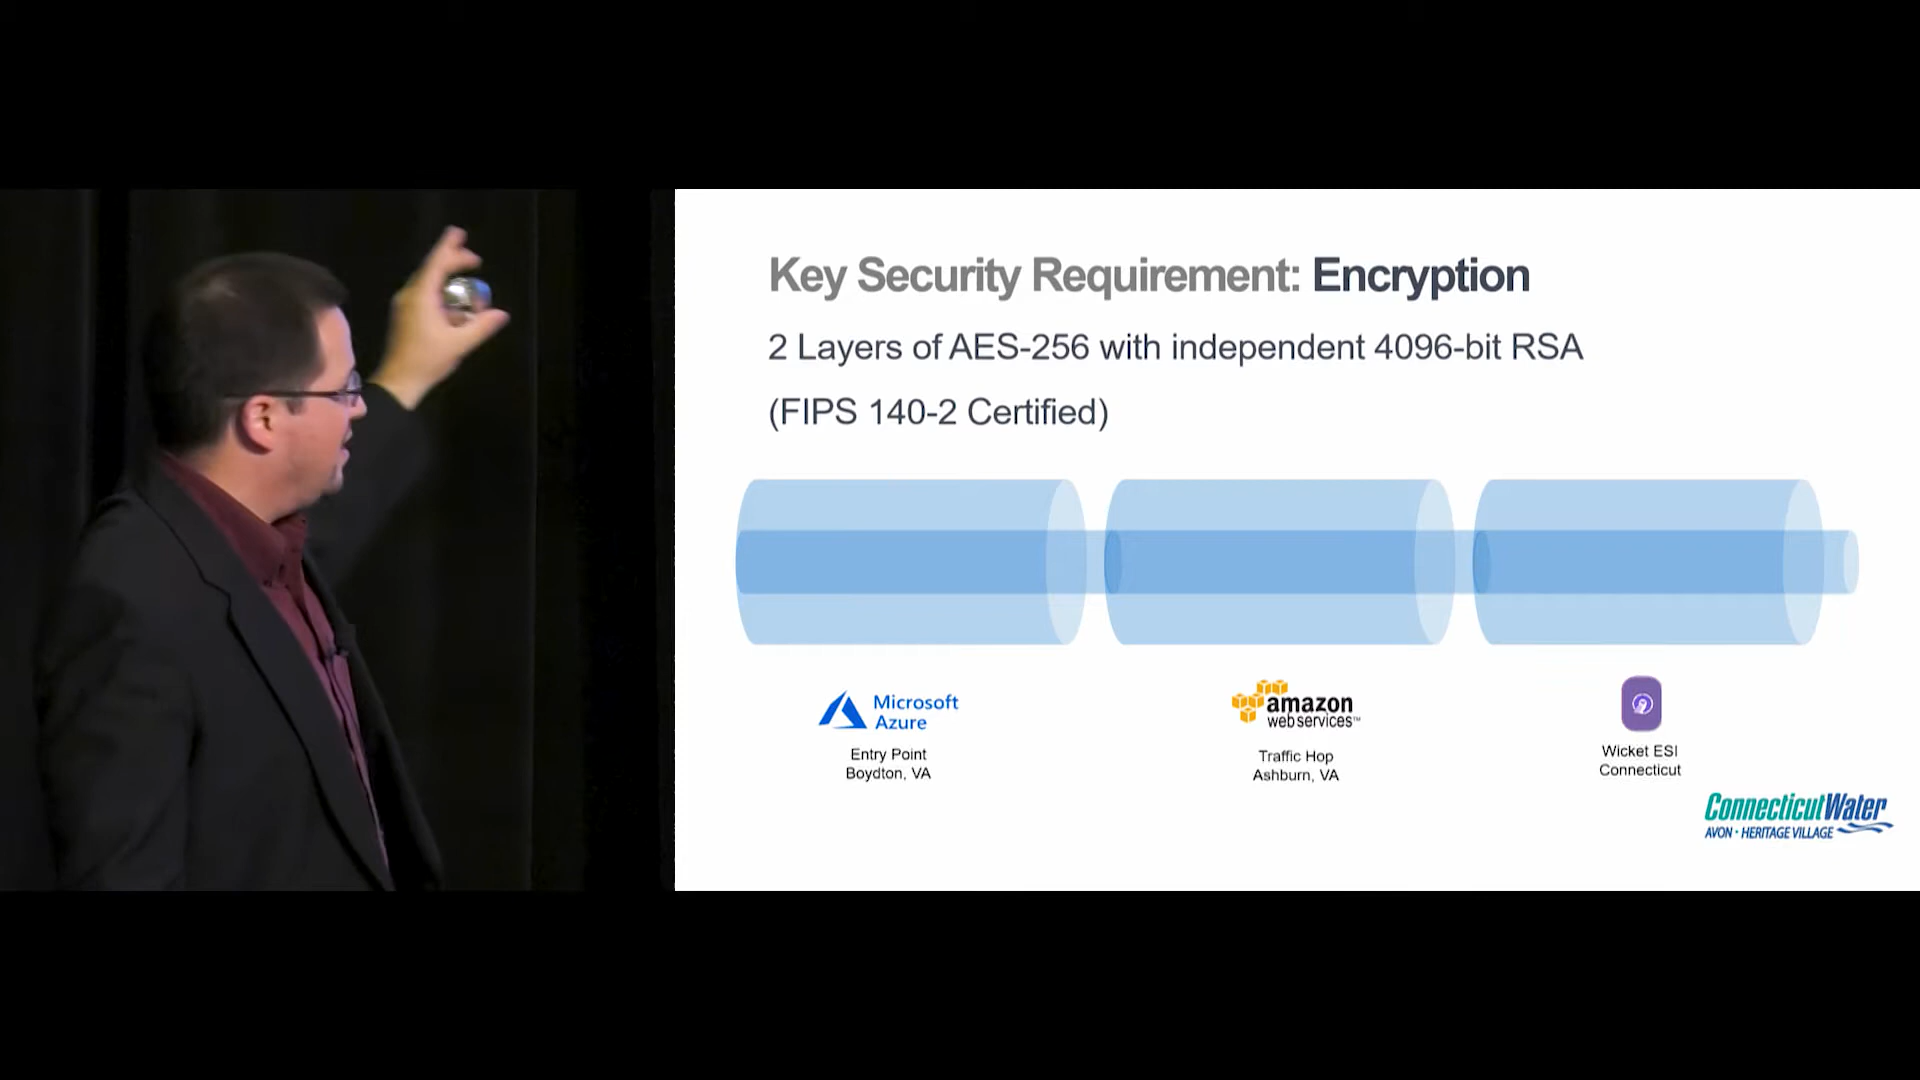 Key Security Requirement: Encryption
2 Layers of AES-256 with independent 4096-bit RSA
(FIPS 140-2 Certified)
Microsoft
Azure
Entry Point
Boydton, VA
amazon
web services™
Traffic Hop
Ashburn, VA
Wicket ESI
Connecticut
ConnecticutWater
AVON · HERITAGE VILLAGE